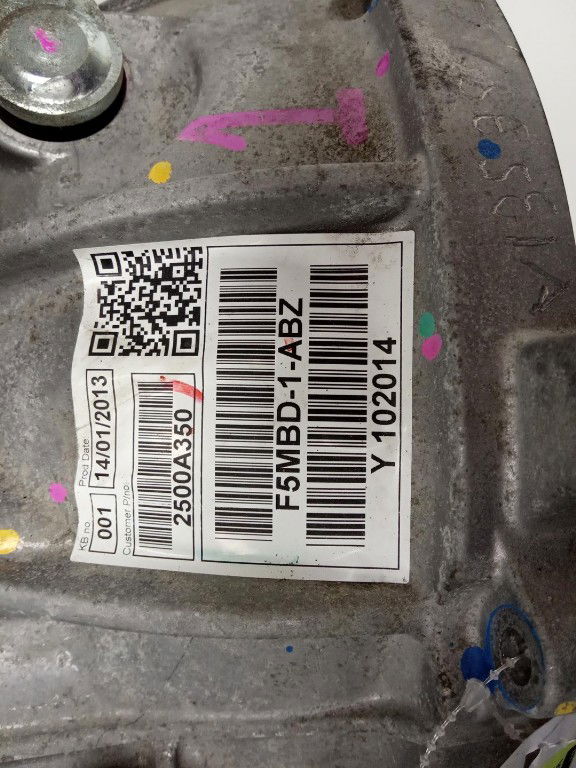 KB no.
001
Prod Date:
14/01/2013
Customer P/no.
2500A350
F5MBD-1-ABZ
Y 102014